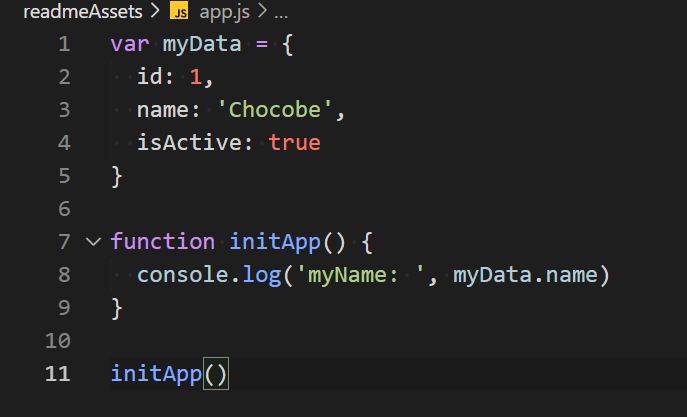 readmeAssets > JS app.js > ...
1 var myData = {
2   id: 1,
3   name: 'Chocobe',
4   isActive: true
5 }
6
7 function initApp() {
8   console.log('myName: ', myData.name)
9 }
10
11 initApp()